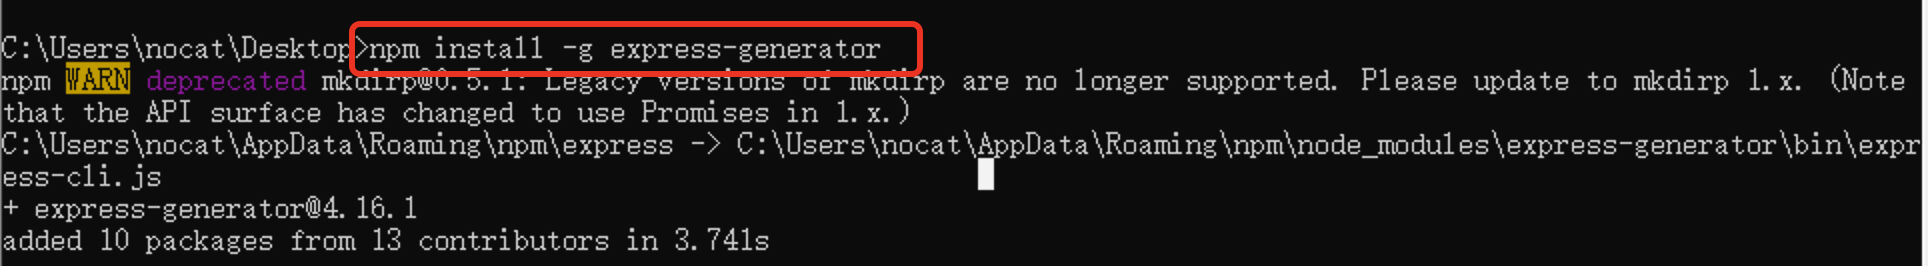 C:\Users\nocat\Desktop>npm install -g express-generator
npm WARN deprecated mkdirp@0.5.1: Legacy versions of mkdirp are no longer supported. Please update to mkdirp 1.x. (Note
that the API surface has changed to use Promises in 1.x.)
C:\Users\nocat\AppData\Roaming\npm\express -> C:\Users\nocat\AppData\Roaming\npm\node_modules\express-generator\bin\expr
ess-cli.js
+ express-generator@4.16.1
added 10 packages from 13 contributors in 3.741s